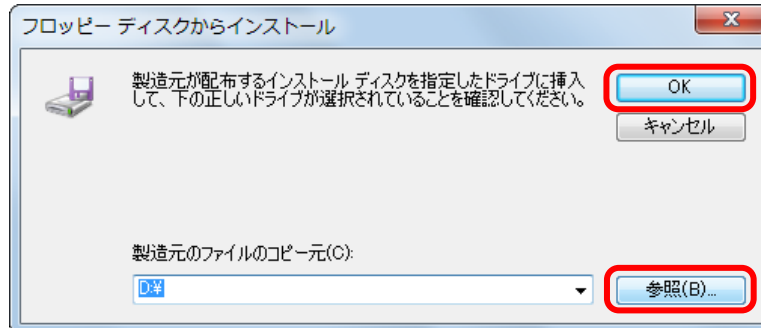 フロッピー ディスクからインストール
製造元が配布するインストール ディスクを指定したドライブに挿入
して、下の正しいドライブが選択されていることを確認してください。
OK
キャンセル
製造元のファイルのコピー元(C):
D:¥
参照(B)...